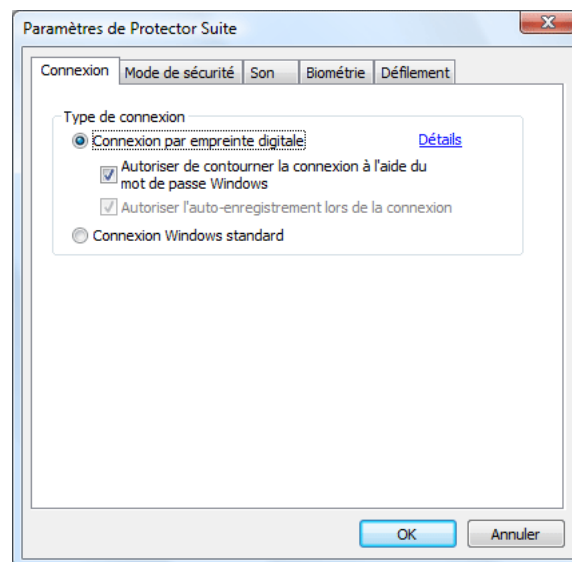 Paramètres de Protector Suite
Connexion Mode de sécurité Son Biométrie Défilement
Type de connexion
Connexion par empreinte digitale Détails
Autoriser de contourner la connexion à l'aide du
mot de passe Windows
Autoriser l'auto-enregistrement lors de la connexion
Connexion Windows standard
OK Annuler